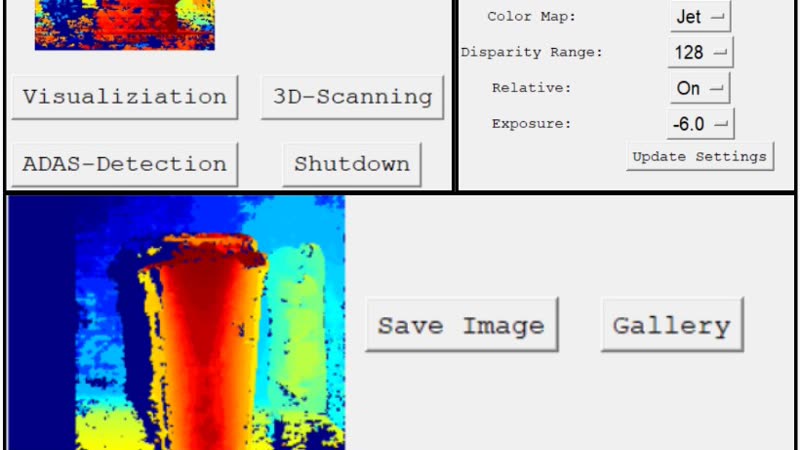 Color Map: Jet
Disparity Range: 128
Relative: On
Exposure: -6.0
Update Settings
Visualiziation 3D-Scanning
ADAS-Detection Shutdown
Save Image Gallery